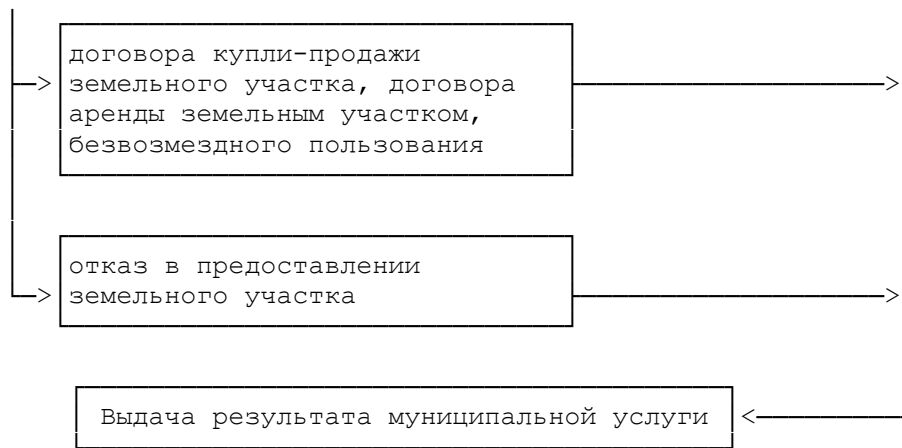 договора купли-продажи
земельного участка, договора
аренды земельным участком,
безвозмездного пользования
отказ в предоставлении
земельного участка
Выдача результата муниципальной услуги